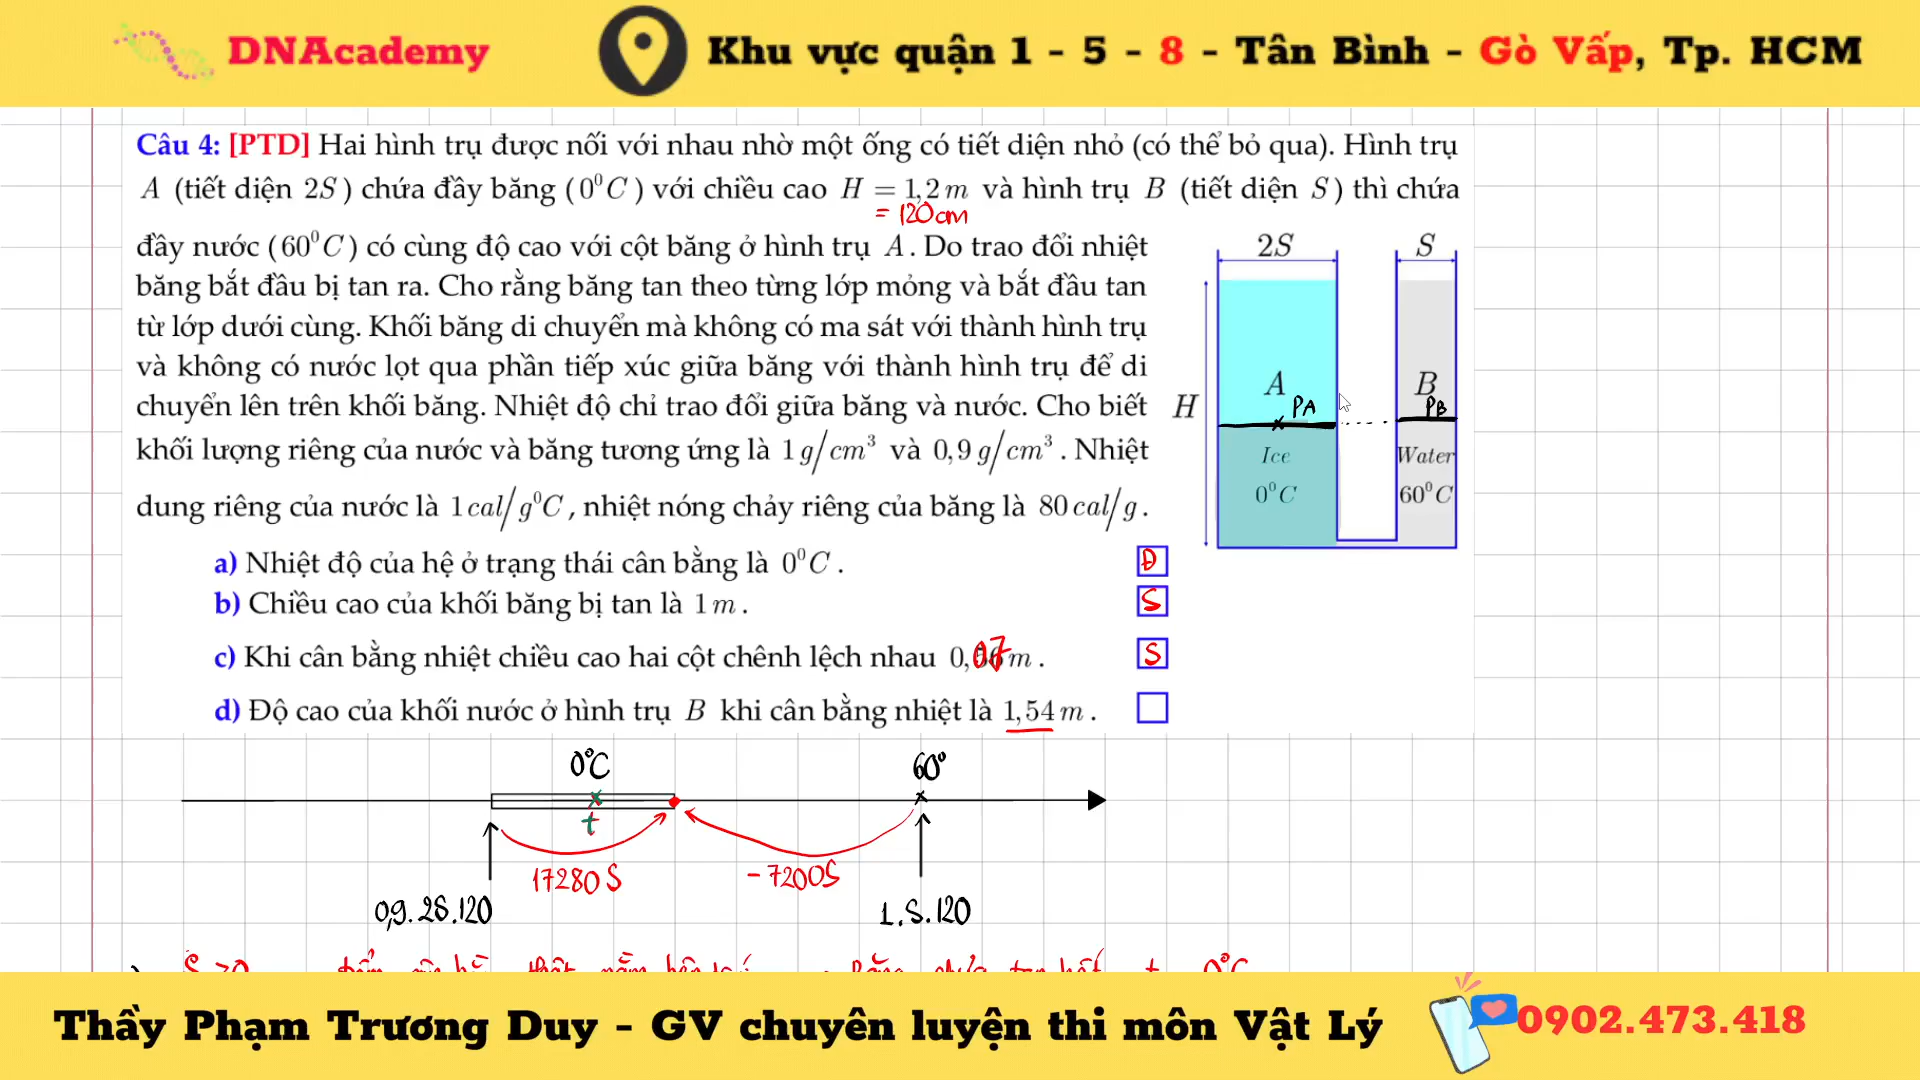 DNAcademy
Khu vực quận 1 - 5 - 8 - Tân Bình - Gò Vấp, Tp. HCM
Câu 4: [PTD] Hai hình trụ được nối với nhau nhờ một ống có tiết diện nhỏ (có thể bỏ qua). Hình trụ
A (tiết diện 2S) chứa đầy băng (0⁰C) với chiều cao H = 1,2 m và hình trụ B (tiết diện S) thì chứa
= 120cm
đầy nước (60⁰C) có cùng độ cao với cột băng ở hình trụ A. Do trao đổi nhiệt
băng bắt đầu bị tan ra. Cho rằng băng tan theo từng lớp mỏng và bắt đầu tan
từ lớp dưới cùng. Khối băng di chuyển mà không có ma sát với thành hình trụ
và không có nước lọt qua phần tiếp xúc giữa băng với thành hình trụ để di
chuyển lên trên khối băng. Nhiệt độ chỉ trao đổi giữa băng và nước. Cho biết
khối lượng riêng của nước và băng tương ứng là 1 g/cm³ và 0,9 g/cm³. Nhiệt
dung riêng của nước là 1 cal/g⁰C, nhiệt nóng chảy riêng của băng là 80 cal/g.
2S S
H
A B
PA PB
Ice Water
0⁰C 60⁰C
a) Nhiệt độ của hệ ở trạng thái cân bằng là 0⁰C. Đ
b) Chiều cao của khối băng bị tan là 1 m. S
c) Khi cân bằng nhiệt chiều cao hai cột chênh lệch nhau 0,07 m. S
d) Độ cao của khối nước ở hình trụ B khi cân bằng nhiệt là 1,54 m.
0°C 60°
t
17280S -7200S
0,9.2S.120 1.S.120
Thầy Phạm Trương Duy - GV chuyên luyện thi môn Vật Lý
0902.473.418